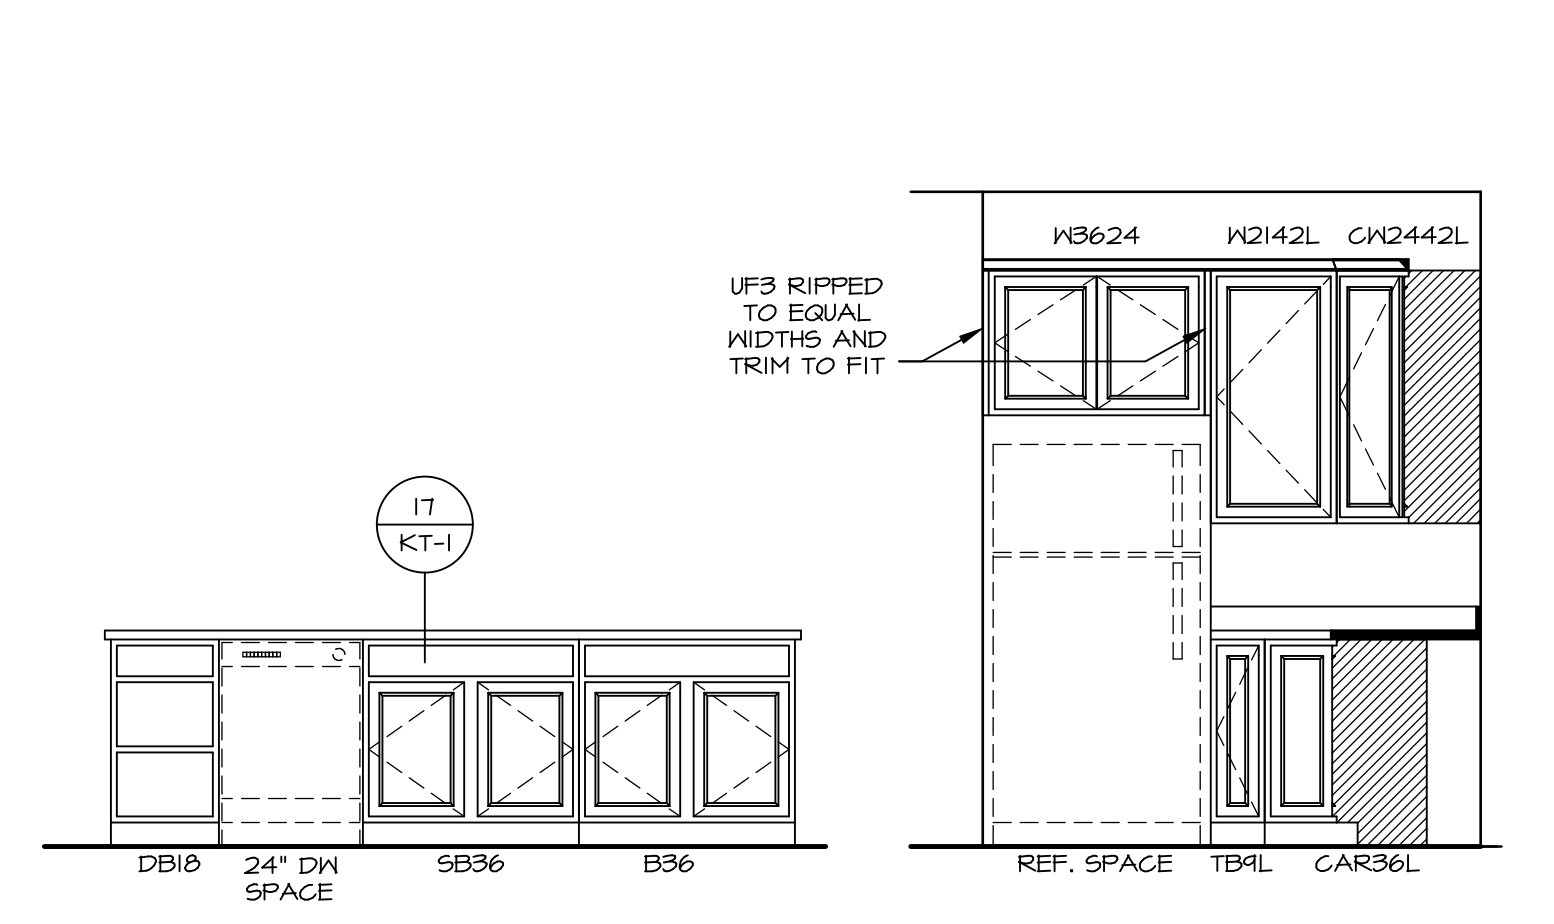 W3624
W2142L
CW2442L
UF3 RIPPED
TO EQUAL
WIDTHS AND
TRIM TO FIT
17
KT-1
DB18
24" DW
SPACE
SB36
B36
REF. SPACE
TB9L
CAR36L